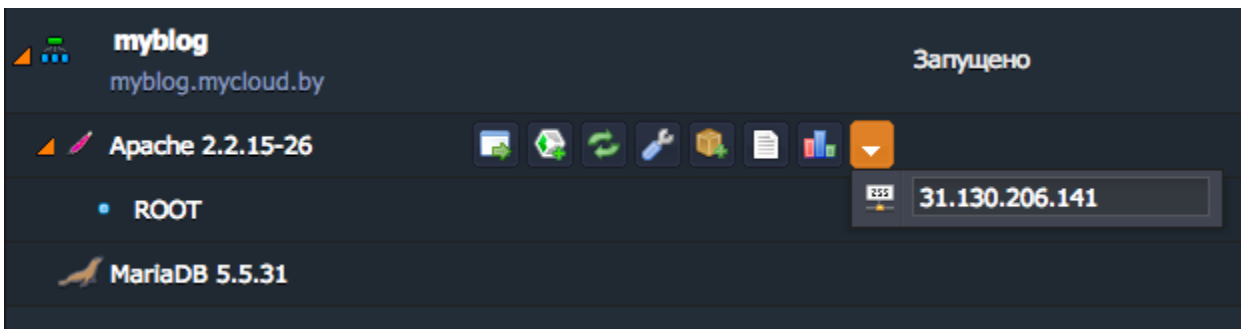 myblog
myblog.mycloud.by
Запущено
Apache 2.2.15-26
255
31.130.206.141
ROOT
MariaDB 5.5.31